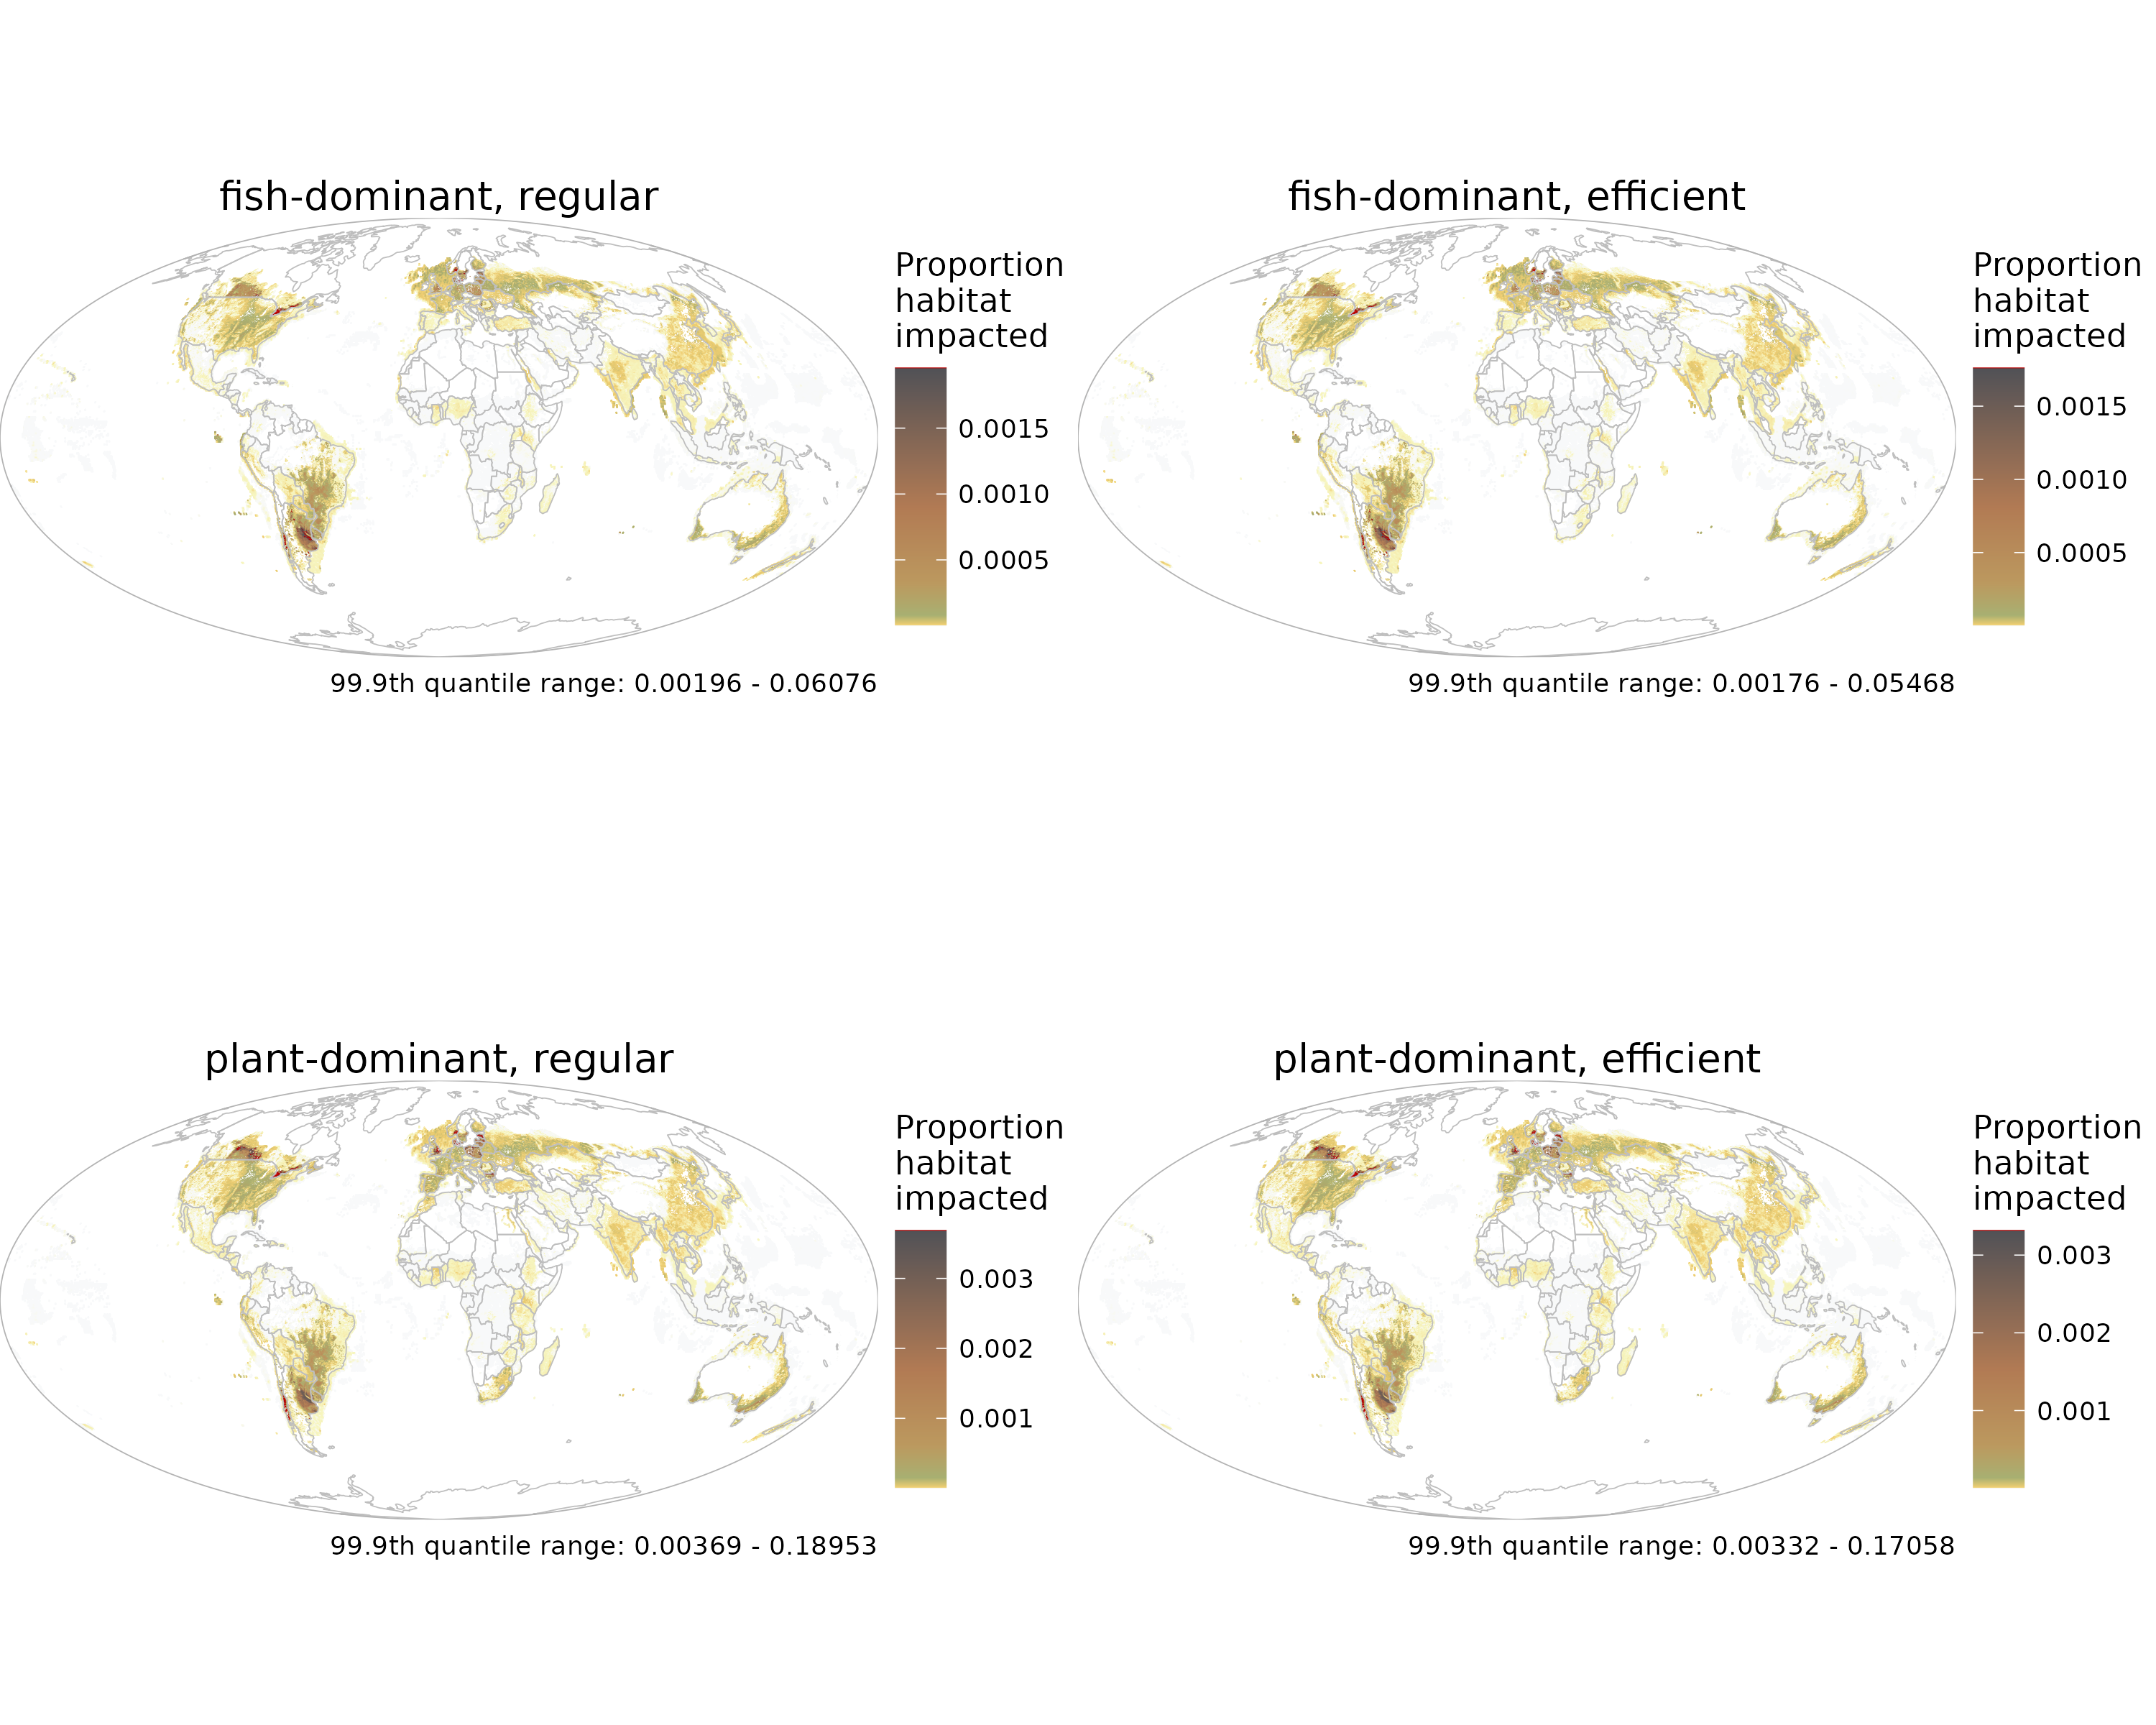 fish-dominant, regular
Proportion
habitat
impacted
0.0015
0.0010
0.0005
99.9th quantile range: 0.00196 - 0.06076
fish-dominant, efficient
Proportion
habitat
impacted
0.0015
0.0010
0.0005
99.9th quantile range: 0.00176 - 0.05468
plant-dominant, regular
Proportion
habitat
impacted
0.003
0.002
0.001
99.9th quantile range: 0.00369 - 0.18953
plant-dominant, efficient
Proportion
habitat
impacted
0.003
0.002
0.001
99.9th quantile range: 0.00332 - 0.17058